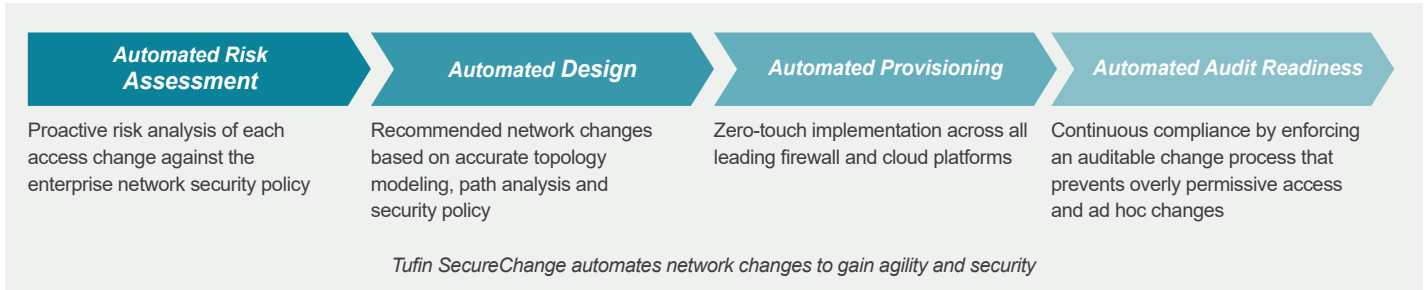 Automated Risk
Assessment
Automated Design
Automated Provisioning
Automated Audit Readiness
Proactive risk analysis of each
access change against the
enterprise network security policy
Recommended network changes
based on accurate topology
modeling, path analysis and
security policy
Zero-touch implementation across all
leading firewall and cloud platforms
Continuous compliance by enforcing
an auditable change process that
prevents overly permissive access
and ad hoc changes
Tufin SecureChange automates network changes to gain agility and security